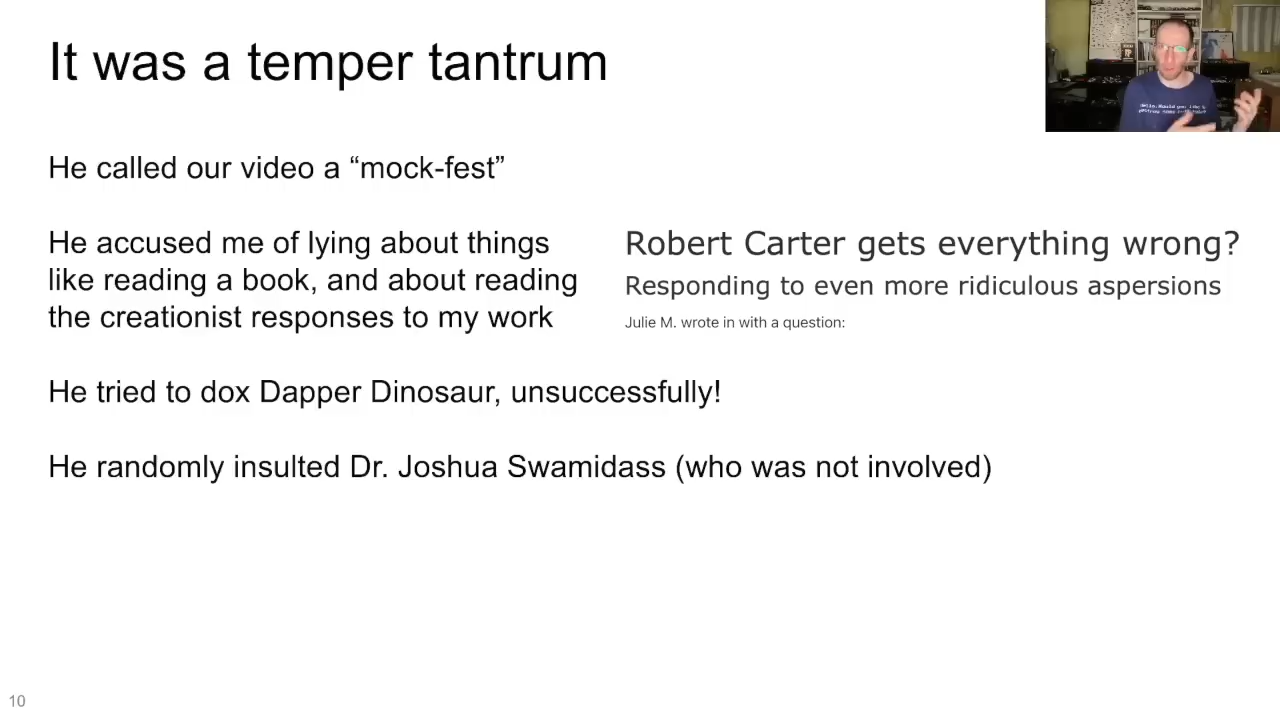 It was a temper tantrum
He called our video a “mock-fest”
He accused me of lying about things
like reading a book, and about reading
the creationist responses to my work
Robert Carter gets everything wrong?
Responding to even more ridiculous aspersions
Julie M. wrote in with a question:
He tried to dox Dapper Dinosaur, unsuccessfully!
He randomly insulted Dr. Joshua Swamidass (who was not involved)
10